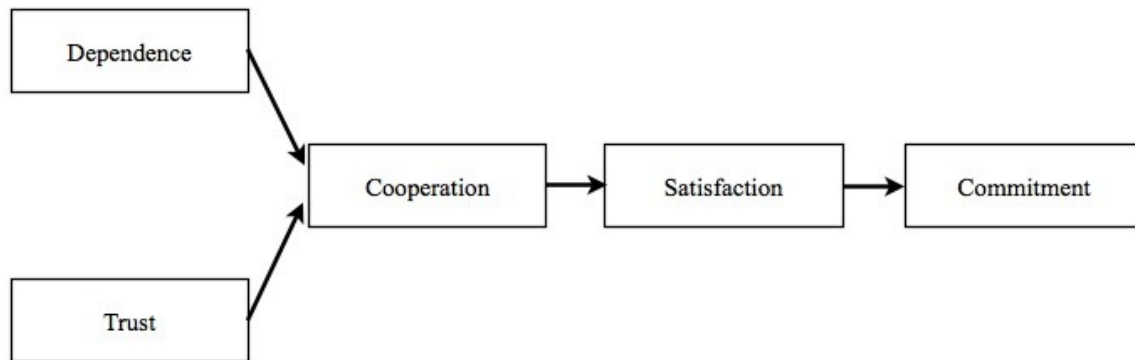 Dependence
Cooperation
Satisfaction
Commitment
Trust